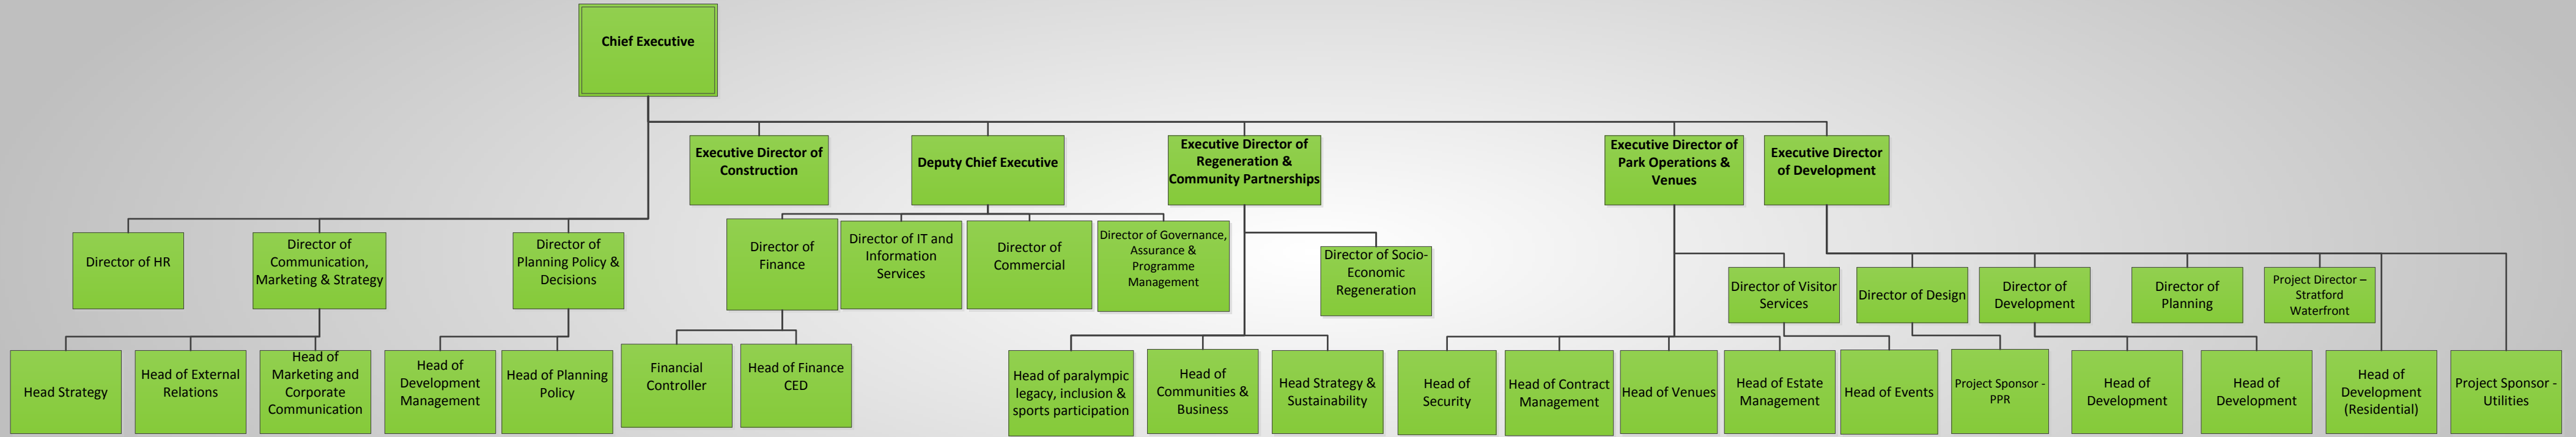 Chief Executive
Executive Director of
Construction
Deputy Chief Executive
Executive Director of
Regeneration &
Community Partnerships
Executive Director of
Park Operations &
Venues
Executive Director
of Development
Director of HR
Director of
Communication,
Marketing & Strategy
Director of
Planning Policy &
Decisions
Director of
Finance
Director of IT and
Information
Services
Director of
Commercial
Director of Governance,
Assurance &
Programme
Management
Director of Socio-
Economic
Regeneration
Director of Visitor
Services
Director of Design
Director of
Development
Director of
Planning
Project Director –
Stratford
Waterfront
Head Strategy
Head of External
Relations
Head of
Marketing and
Corporate
Communication
Head of
Development
Management
Head of Planning
Policy
Financial
Controller
Head of Finance
CED
Head of paralympic
legacy, inclusion &
sports participation
Head of
Communities &
Business
Head Strategy &
Sustainability
Head of
Security
Head of Contract
Management
Head of Venues
Head of Estate
Management
Head of Events
Project Sponsor -
PPR
Head of
Development
Head of
Development
Head of
Development
(Residential)
Project Sponsor -
Utilities